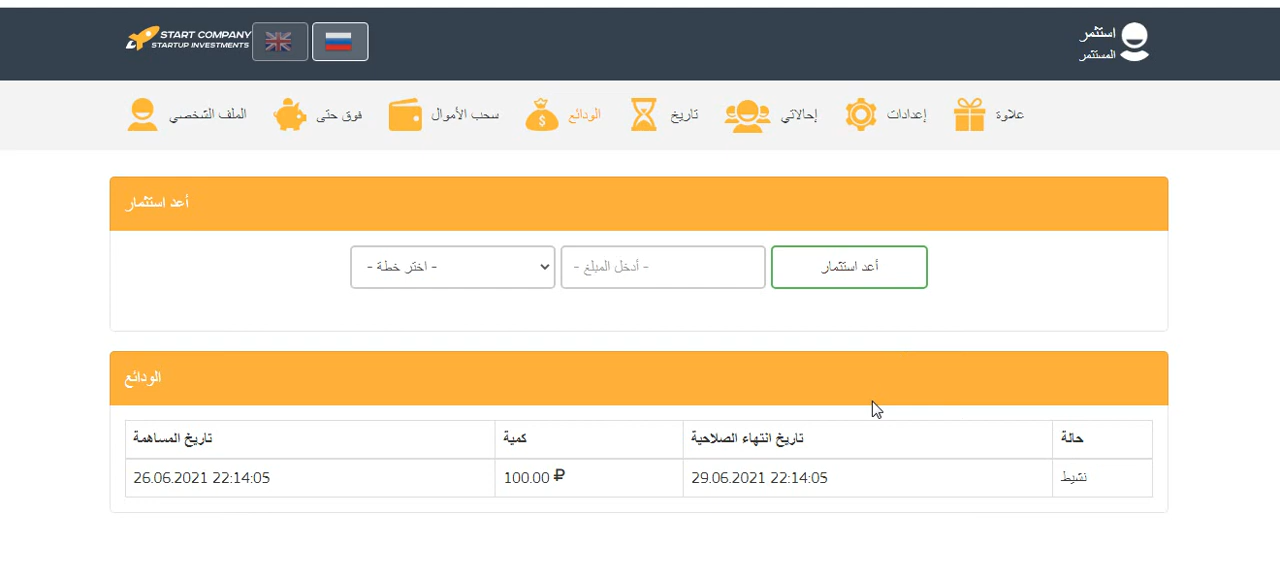 START COMPANY
STARTUP INVESTMENTS
استثمر
المستثمر
الملف الشخصي
فوق حتى
سحب الأموال
الودائع
تاريخ
إحالاتي
إعدادات
علاوة
أعد استثمار
- اختر خطة -
- أدخل المبلغ -
أعد استثمار
الودائع
تاريخ المساهمة
كمية
تاريخ انتهاء الصلاحية
حالة
26.06.2021 22:14:05
100.00 ₽
29.06.2021 22:14:05
نشيط